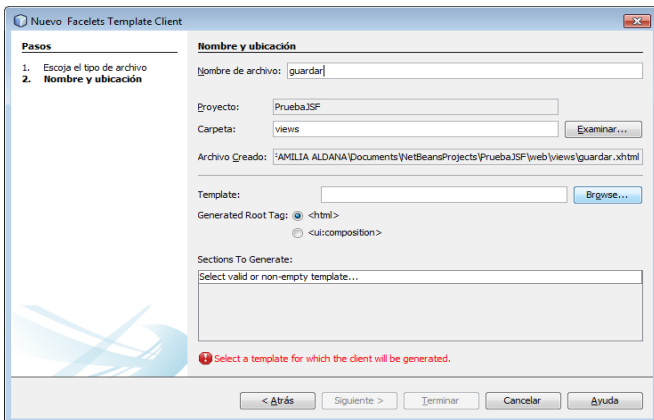 Nuevo Facelets Template Client
Pasos
1. Escoja el tipo de archivo
2. Nombre y ubicación
Nombre y ubicación
Nombre de archivo: guardar
Proyecto: PruebaJSF
Carpeta: views Examinar...
Archivo Creado: AMILIA ALDANA\Documents\NetBeansProjects\PruebaJSF\web\views\guardar.xhtml
Template: Browse...
Generated Root Tag: <html>
<ui:composition>
Sections To Generate:
Select valid or non-empty template...
Select a template for which the client will be generated.
< Atrás Siguiente > Terminar Cancelar Ayuda